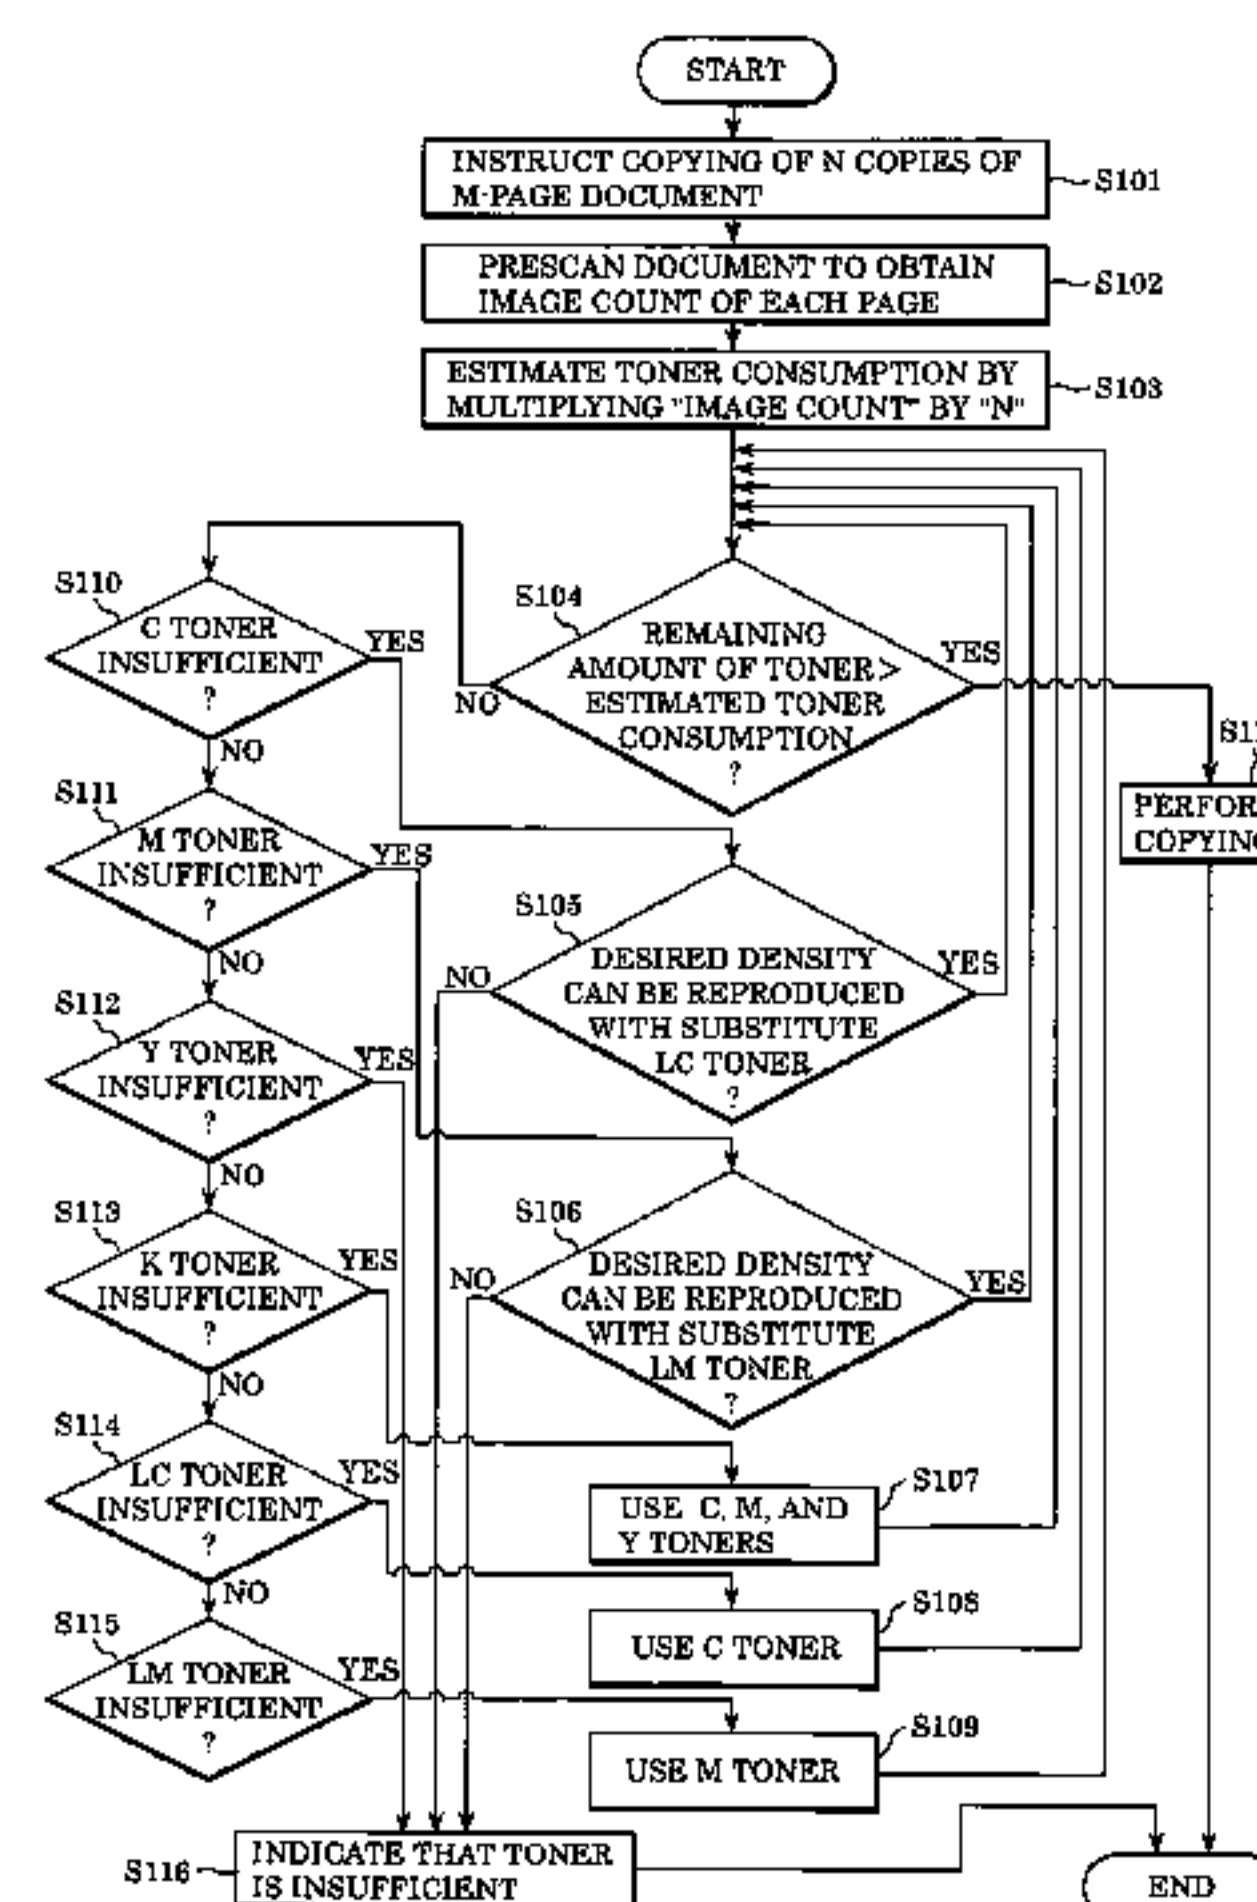 START
INSTRUCT COPYING OF N COPIES OF
M-PAGE DOCUMENT
S101
PRESCAN DOCUMENT TO OBTAIN
IMAGE COUNT OF EACH PAGE
S102
ESTIMATE TONER CONSUMPTION BY
MULTIPLYING "IMAGE COUNT" BY "N"
S103
S104
REMAINING
AMOUNT OF TONER >
ESTIMATED TONER
CONSUMPTION
?
YES
NO
PERFOR
COPYING
S110
C TONER
INSUFFICIENT
?
YES
NO
S111
M TONER
INSUFFICIENT
?
YES
NO
S105
DESIRED DENSITY
CAN BE REPRODUCED
WITH SUBSTITUTE
LC TONER
?
YES
NO
S112
Y TONER
INSUFFICIENT
?
YES
NO
S106
DESIRED DENSITY
CAN BE REPRODUCED
WITH SUBSTITUTE
LM TONER
?
YES
NO
S113
K TONER
INSUFFICIENT
?
YES
NO
S107
USE C, M, AND
Y TONERS
S114
LC TONER
INSUFFICIENT
?
YES
NO
S108
USE C TONER
S115
LM TONER
INSUFFICIENT
?
YES
S109
USE M TONER
S116
INDICATE THAT TONER
IS INSUFFICIENT
END